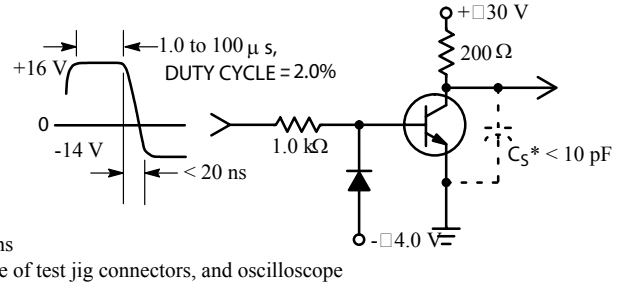 +□30 V
1.0 to 100 μ s,
+16 V
DUTY CYCLE = 2.0%
200 Ω
0
-14 V
1.0 kΩ
C_S* < 10 pF
< 20 ns
-□4.0 V
ns
e of test jig connectors, and oscilloscope